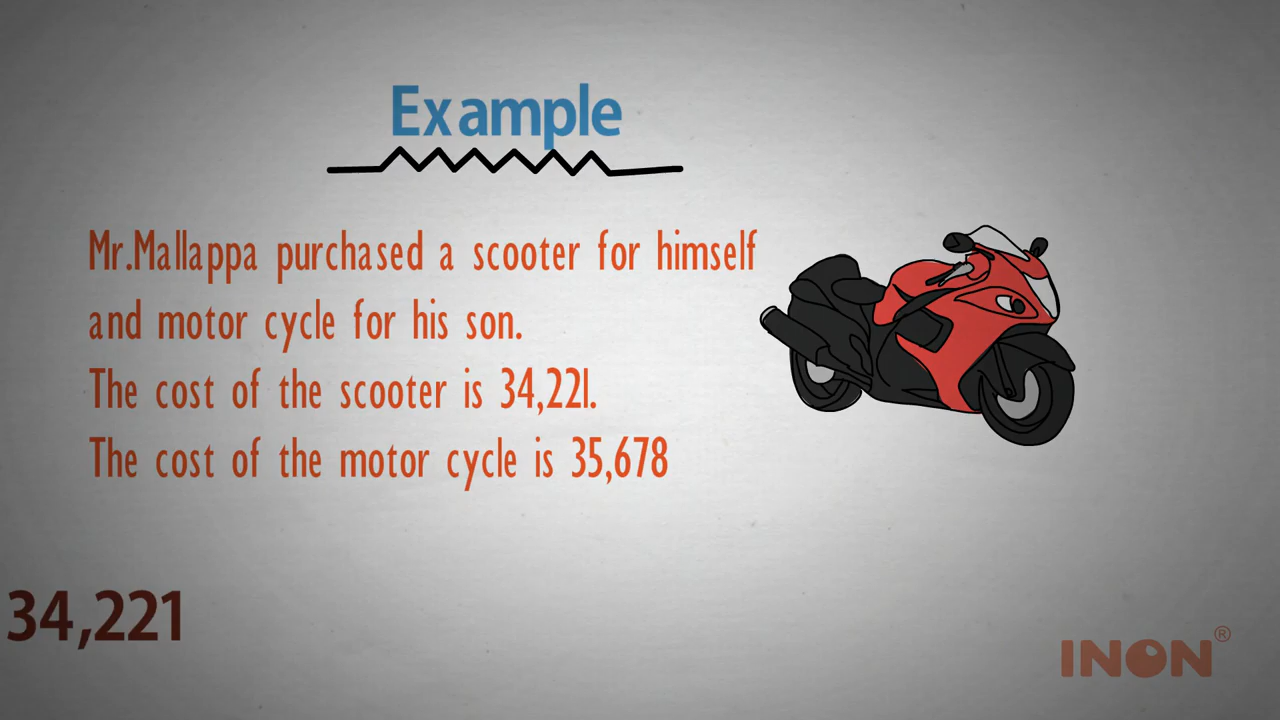 Example
Mr.Mallappa purchased a scooter for himself
and motor cycle for his son.
The cost of the scooter is 34,221.
The cost of the motor cycle is 35,678
34,221
INON®